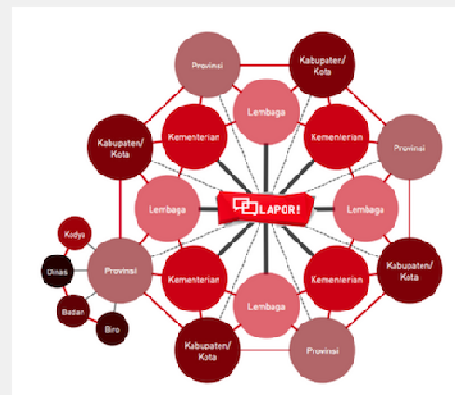 Provinsi
Kabupaten/
Kota
Lembaga
Kabupaten/
Kota
Kementerian
Kementerian
Provinsi
Lembaga
LAPOR!
Lembaga
Kodya
Dinas
Provinsi
Kementerian
Kementerian
Kabupaten/
Kota
Badan
Biro
Lembaga
Kabupaten/
Kota
Provinsi